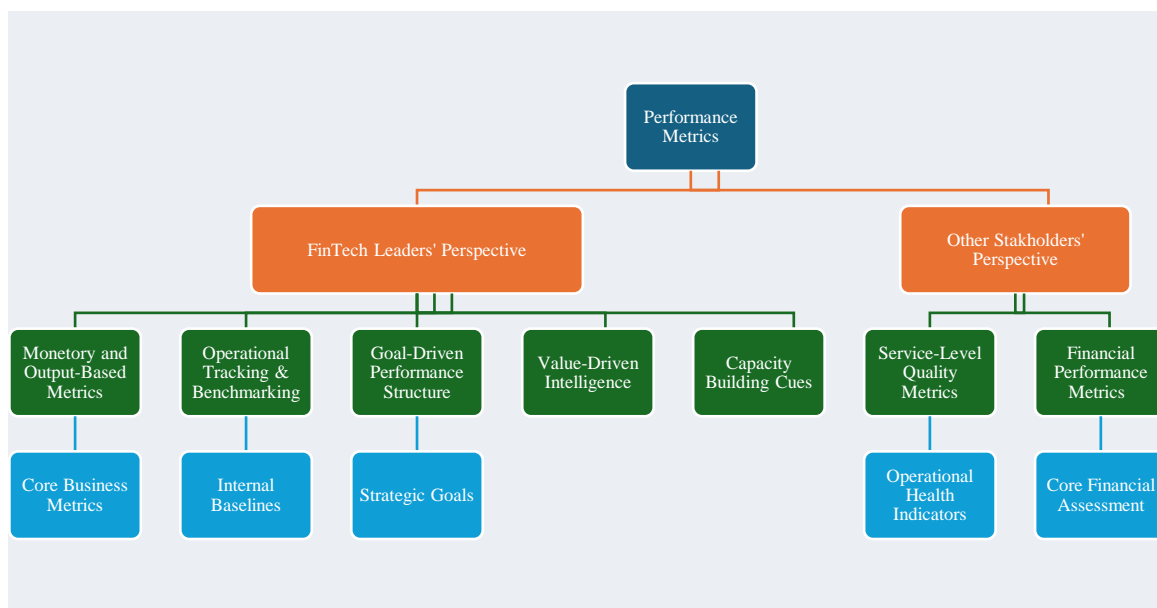 Performance
Metrics
FinTech Leaders' Perspective
Other Stakholders'
Perspective
Monetory and
Output-Based
Metrics
Operational
Tracking &
Benchmarking
Goal-Driven
Performance
Structure
Value-Driven
Intelligence
Capacity
Building Cues
Service-Level
Quality
Metrics
Financial
Performance
Metrics
Core Business
Metrics
Internal
Baselines
Strategic Goals
Operational
Health
Indicators
Core Financial
Assessment